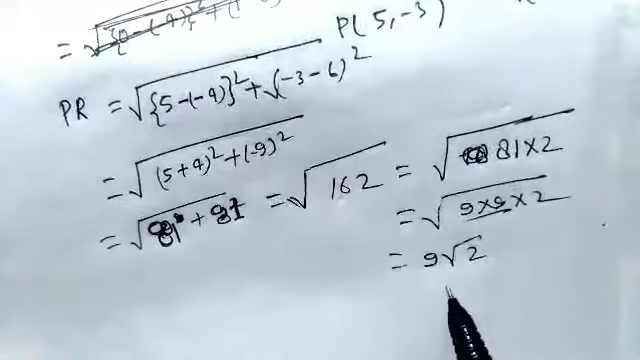 P(5,-3)
PR = √{5-(-4)}² + (-3-6)²
= √(5+4)² + (-9)²
= √81 + 81 = √162 = √81×2
= √9×9×2
= 9√2